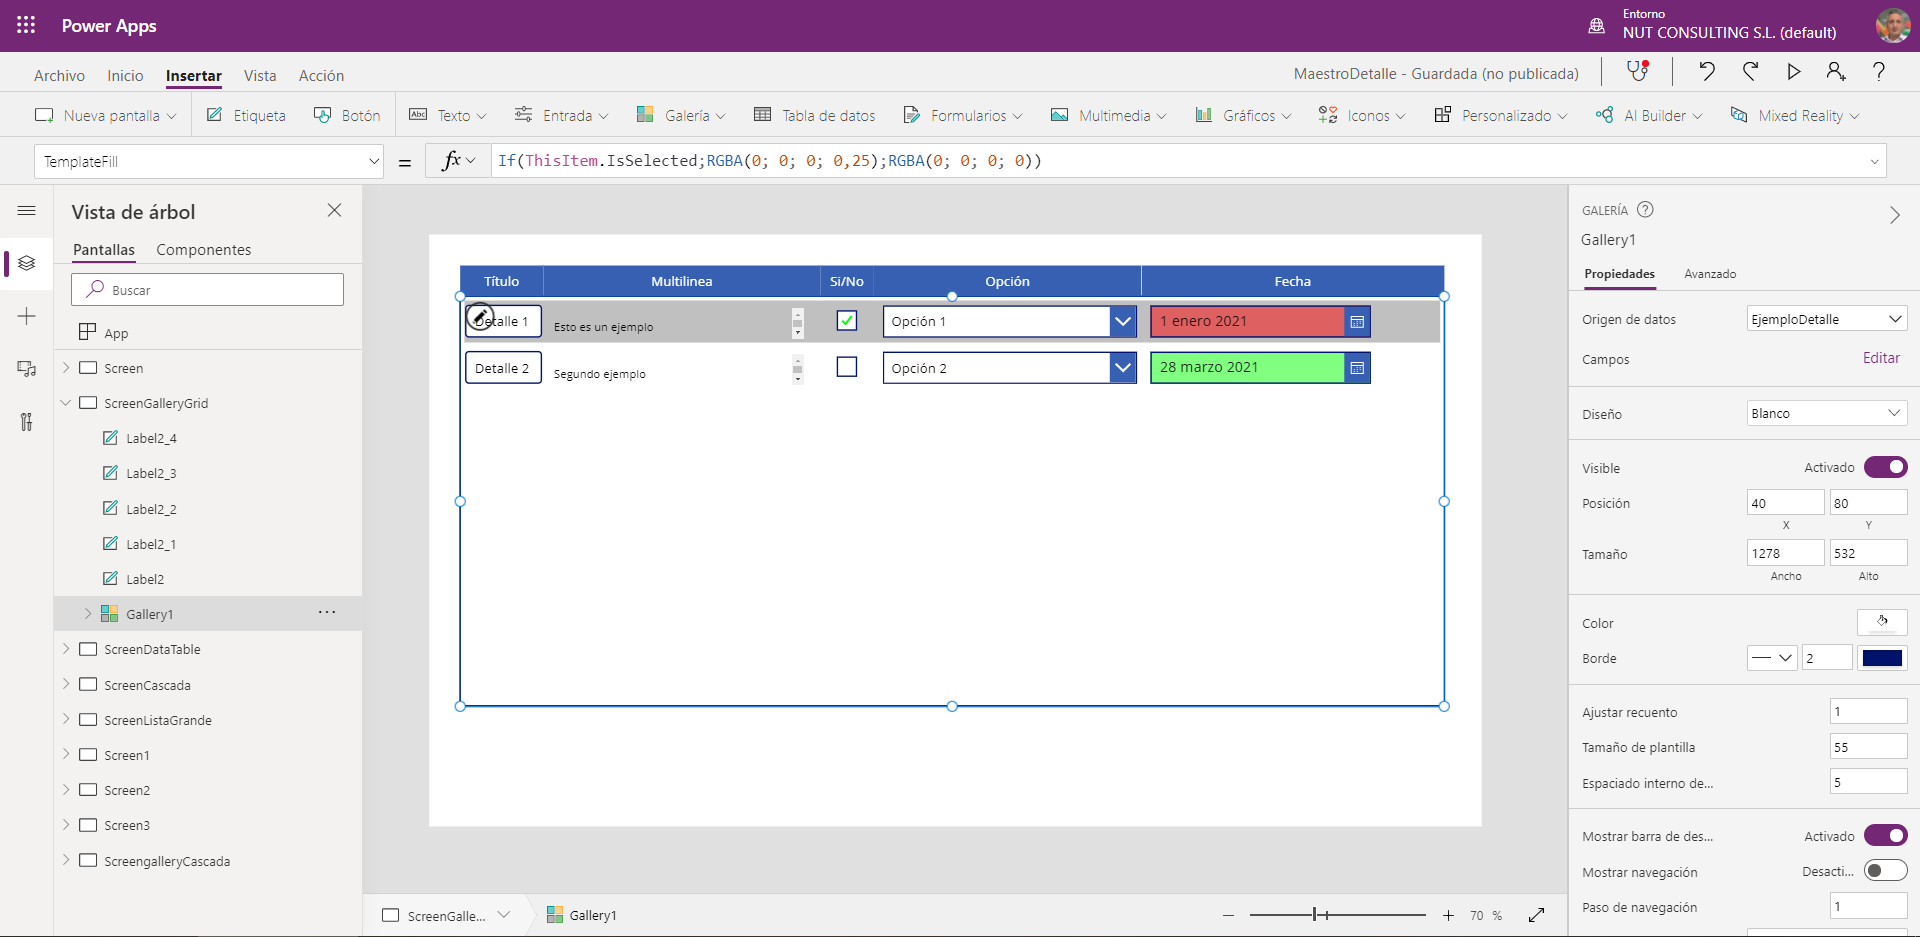 Power Apps
Entorno
NUT CONSULTING S.L. (default)
Archivo Inicio Insertar Vista Acción
MaestroDetalle - Guardada (no publicada)
Nueva pantalla Etiqueta Botón Abc Texto Entrada Galería Tabla de datos Formularios Multimedia Gráficos Iconos Personalizado AI Builder Mixed Reality
TemplateFill = fx If(ThisItem.IsSelected;RGBA(0; 0; 0; 0,25);RGBA(0; 0; 0; 0))
Vista de árbol
Pantallas Componentes
Buscar
App
Screen
ScreenGalleryGrid
Label2_4
Label2_3
Label2_2
Label2_1
Label2
Gallery1 ...
ScreenDataTable
ScreenCascada
ScreenListaGrande
Screen1
Screen2
Screen3
ScreengalleryCascada
Título Multilinea Si/No Opción Fecha
Detalle 1 Esto es un ejemplo Opción 1 1 enero 2021
Detalle 2 Segundo ejemplo Opción 2 28 marzo 2021
ScreenGalle... Gallery1
70 %
GALERÍA
Gallery1
Propiedades Avanzado
Origen de datos EjemploDetalle
Campos Editar
Diseño Blanco
Visible Activado
Posición 40 80
X Y
Tamaño 1278 532
Ancho Alto
Color
Borde 2
Ajustar recuento 1
Tamaño de plantilla 55
Espaciado interno de... 5
Mostrar barra de des... Activado
Mostrar navegación Desacti...
Paso de navegación 1